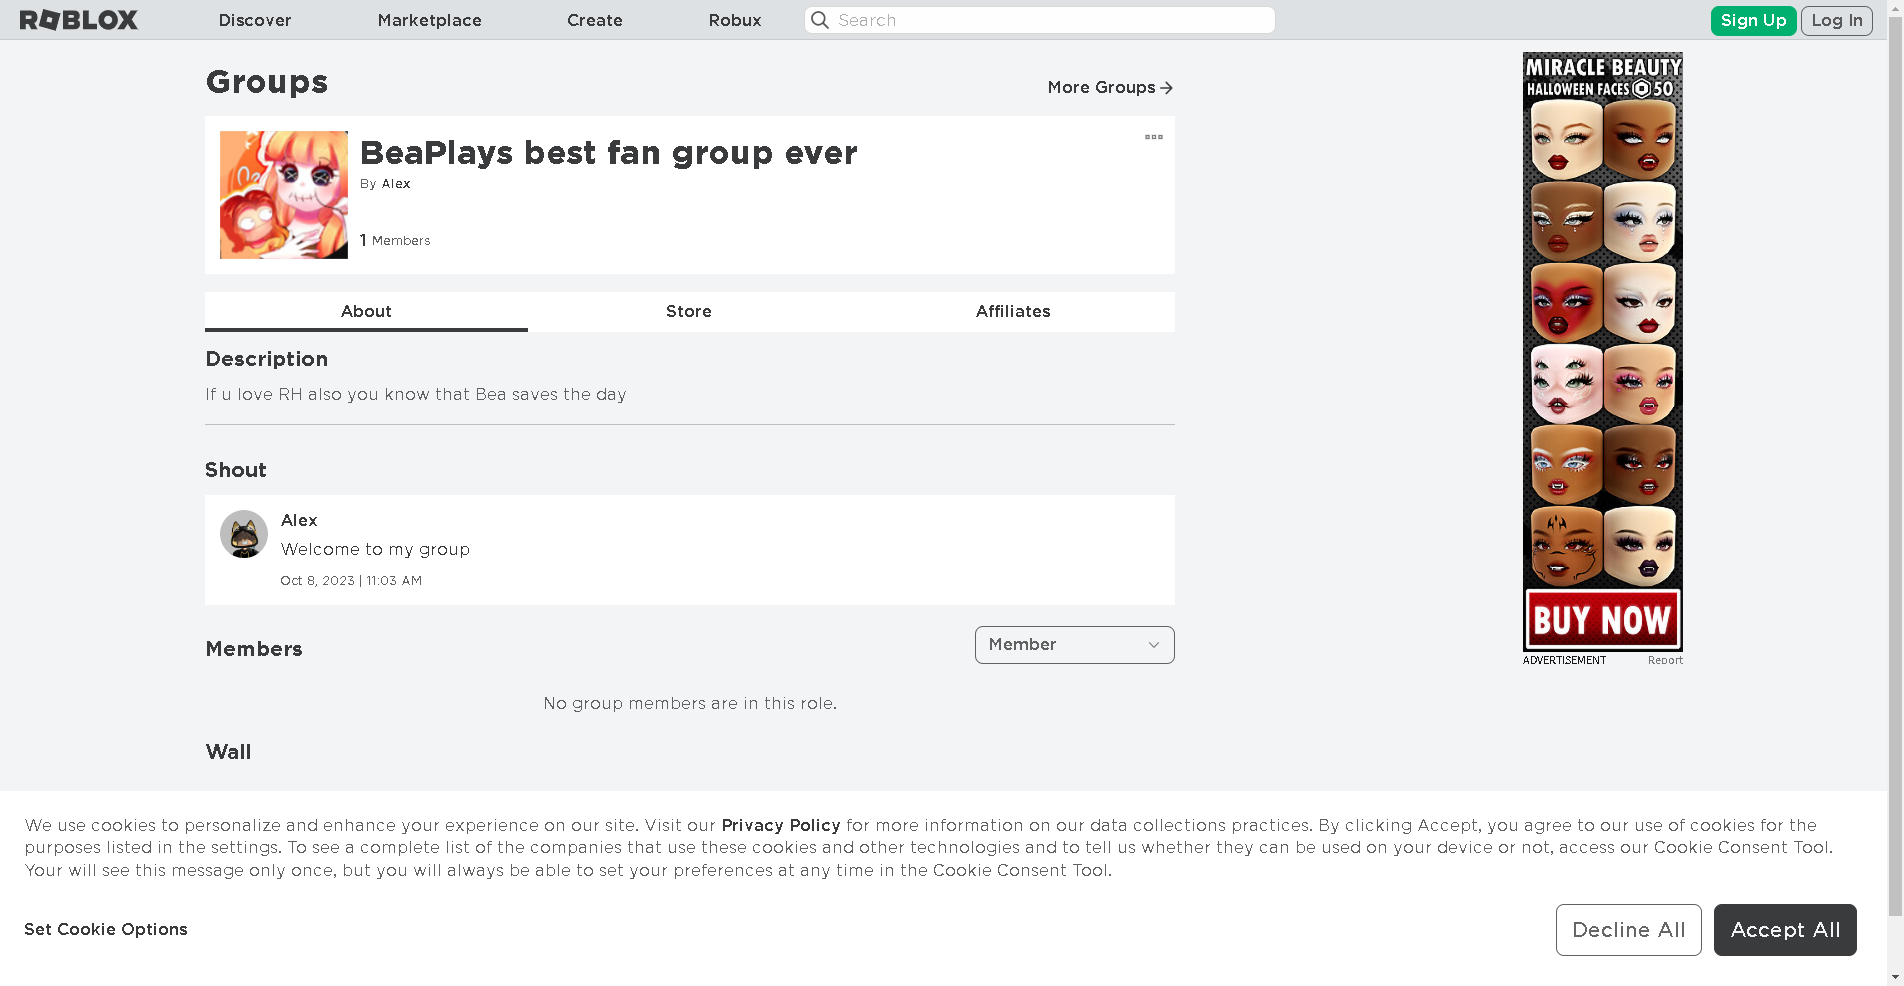 ROBLOX
Discover
Marketplace
Create
Robux
Search
Sign Up
Log In
Groups
More Groups
BeaPlays best fan group ever
By Alex
1 Members
About
Store
Affiliates
Description
If u love RH also you know that Bea saves the day
Shout
Alex
Welcome to my group
Oct 8, 2023 | 11:03 AM
Members
Member
No group members are in this role.
Wall
MIRACLE BEAUTY
HALLOWEEN FACES 50
BUY NOW
ADVERTISEMENT
Report
We use cookies to personalize and enhance your experience on our site. Visit our Privacy Policy for more information on our data collections practices. By clicking Accept, you agree to our use of cookies for the
purposes listed in the settings. To see a complete list of the companies that use these cookies and other technologies and to tell us whether they can be used on your device or not, access our Cookie Consent Tool.
Your will see this message only once, but you will always be able to set your preferences at any time in the Cookie Consent Tool.
Set Cookie Options
Decline All
Accept All